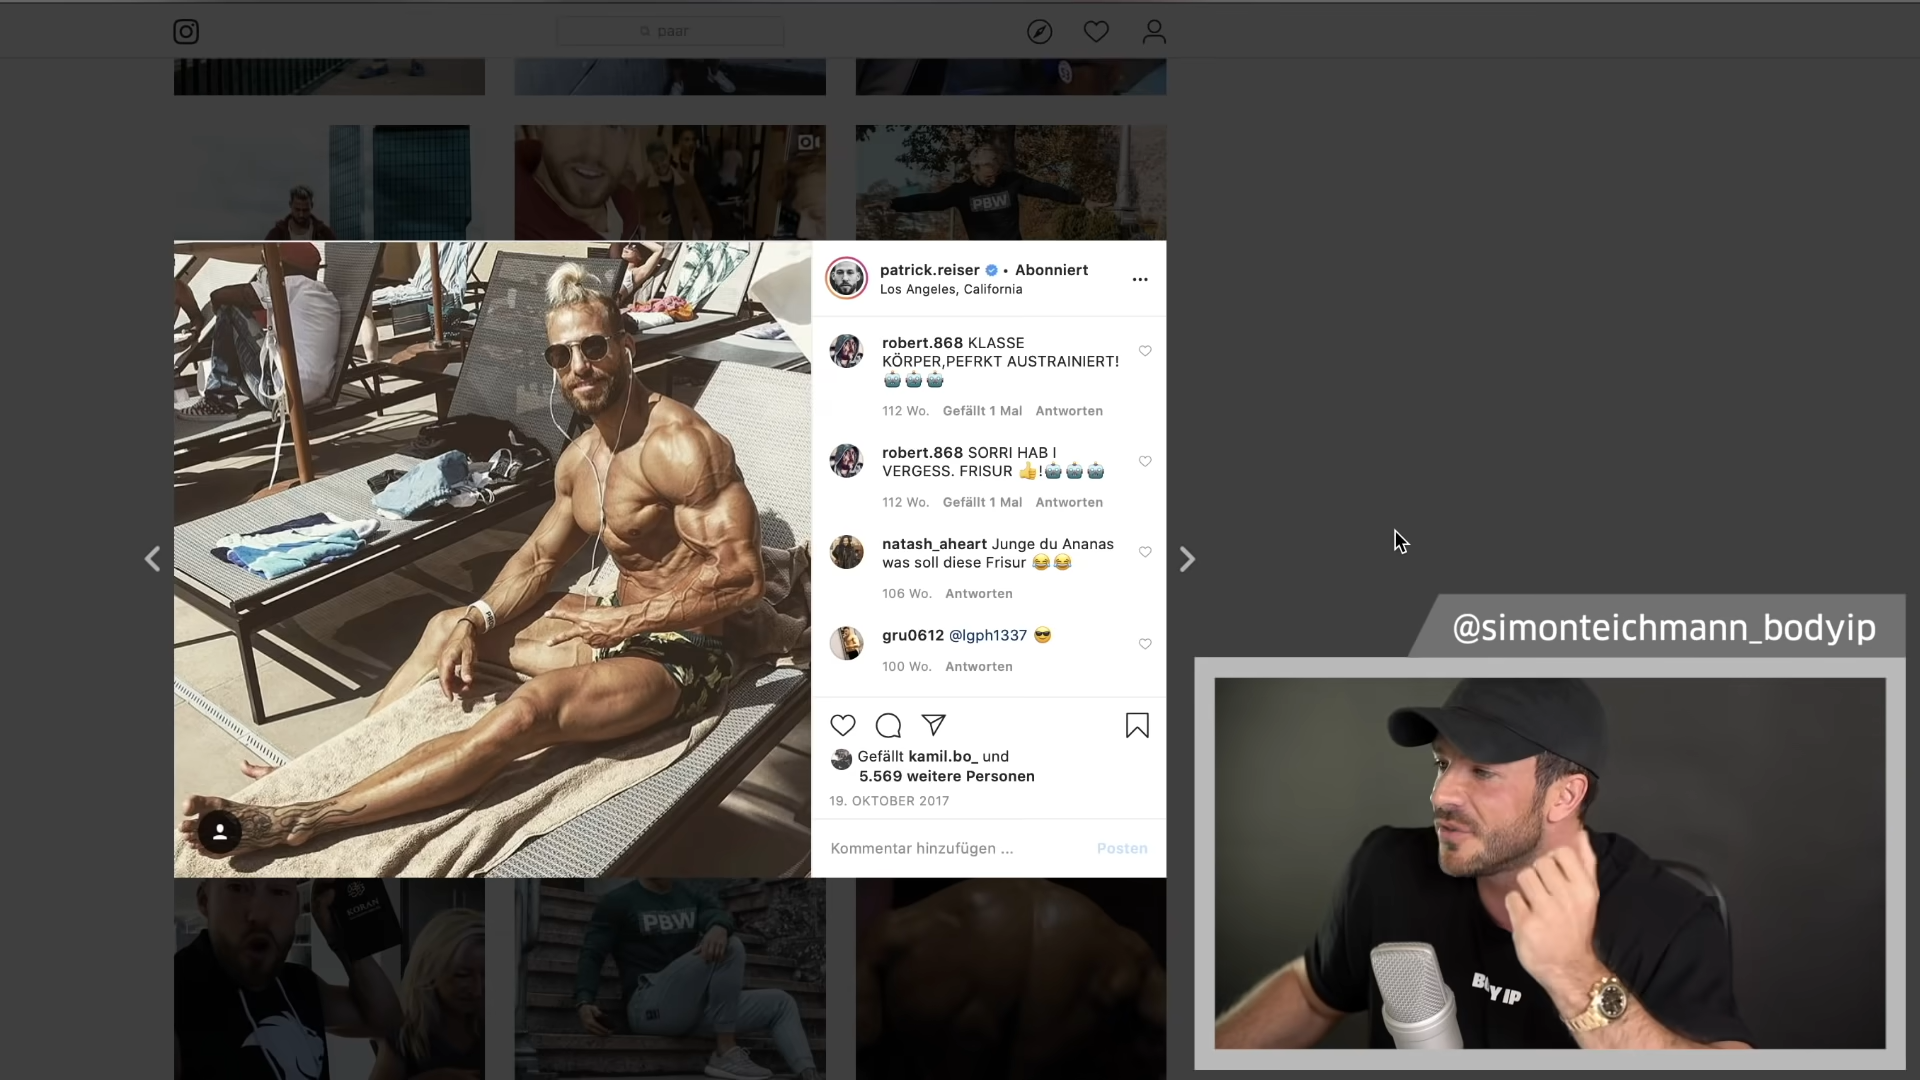 paar
PBW
patrick.reiser • Abonniert
Los Angeles, California
robert.868 KLASSE
KÖRPER,PEFRKT AUSTRAINIERT!
🤖 🤖 🤖
112 Wo. Gefällt 1 Mal Antworten
robert.868 SORRI HAB I
VERGESS. FRISUR 👍!🤖 🤖 🤖
112 Wo. Gefällt 1 Mal Antworten
natash_aheart Junge du Ananas
was soll diese Frisur 😂😂
106 Wo. Antworten
gru0612 @lgph1337 😎
100 Wo. Antworten
Gefällt kamil.bo_ und
5.569 weitere Personen
19. OKTOBER 2017
Kommentar hinzufügen ... Posten
@simonteichmann_bodyip
KORAN
PBW